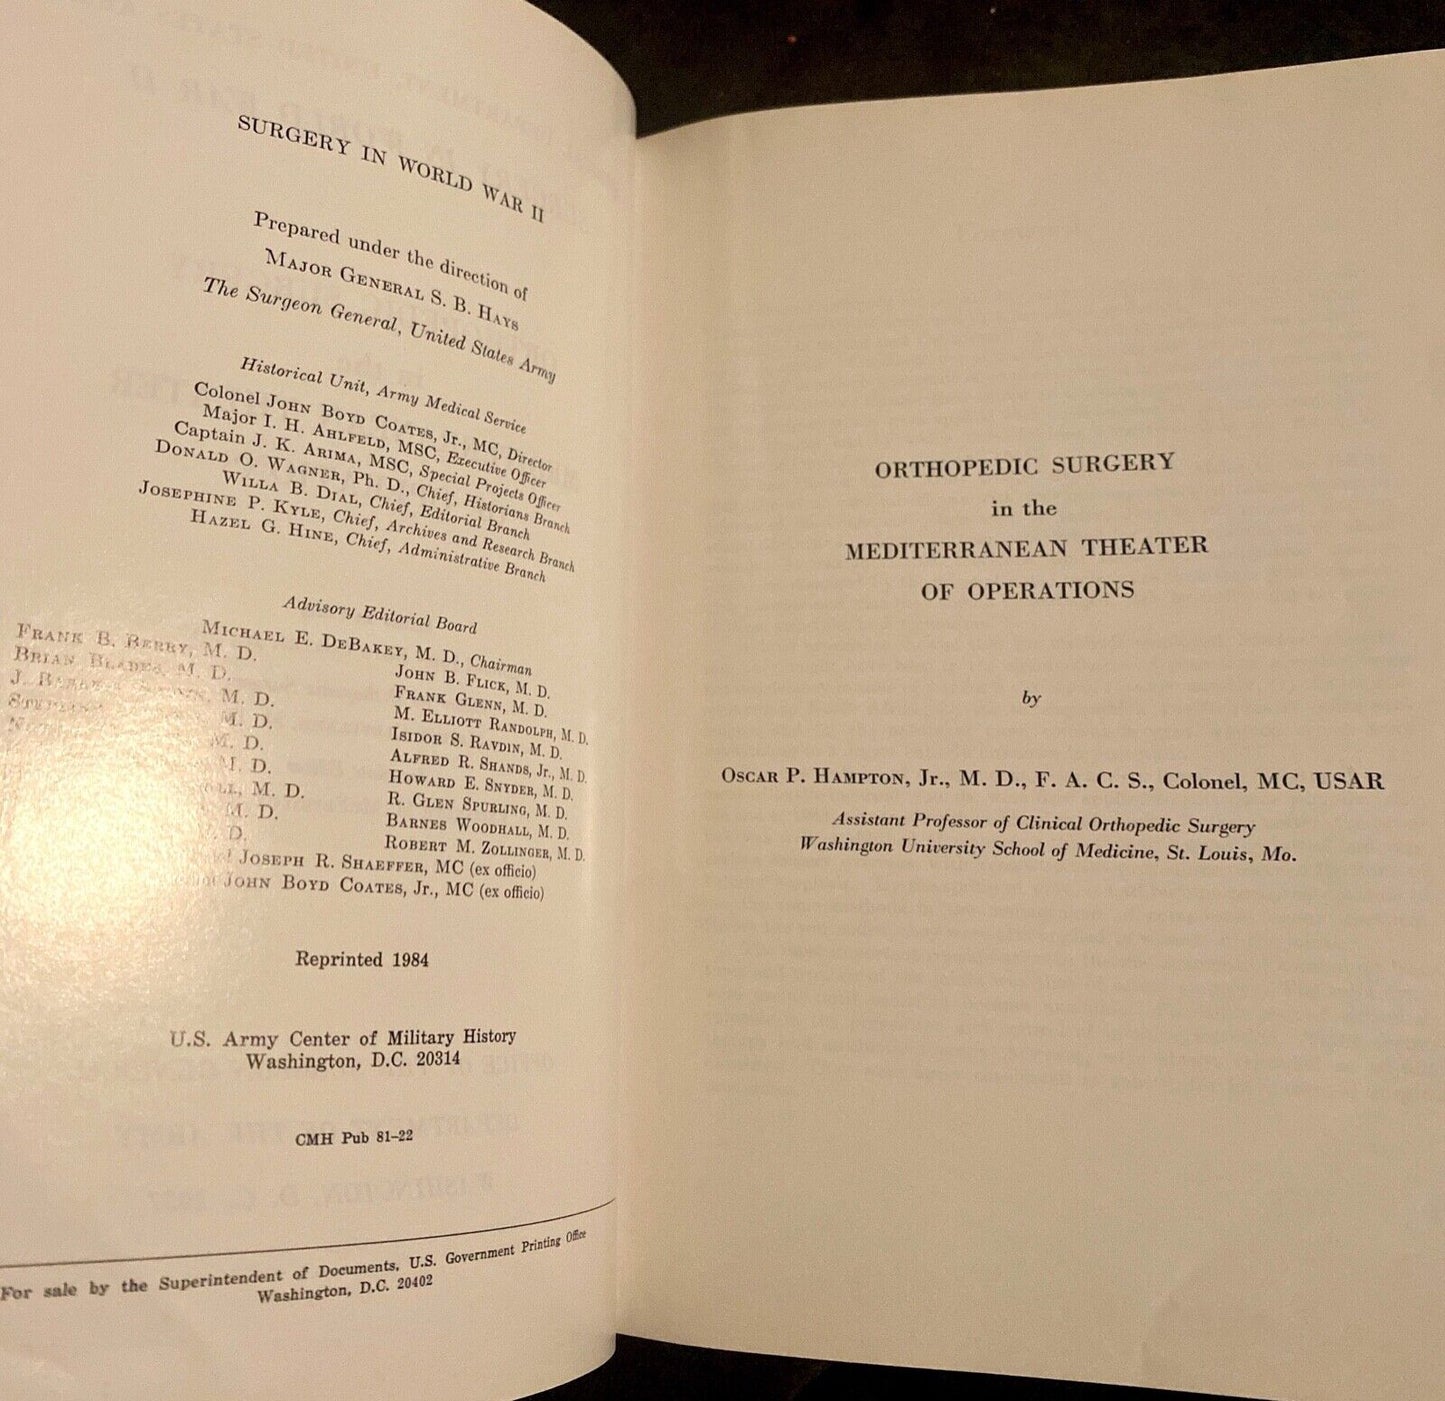 SURGERY IN WORLD WAR II
Prepared under the direction of
MAJOR GENERAL S. B. HAYS
The Surgeon General, United States Army
Historical Unit, Army Medical Service
Colonel JOHN BOYD COATES, Jr., MC, Director
Major I. H. AHLFELD, MSC, Executive Officer
Captain J. K. ARIMA, MSC, Special Projects Officer
DONALD O. WAGNER, Ph. D., Chief, Historians Branch
WILLA B. DIAL, Chief, Editorial Branch
JOSEPHINE P. KYLE, Chief, Archives and Research Branch
HAZEL G. HINE, Chief, Administrative Branch
Advisory Editorial Board
MICHAEL E. DEBAKEY, M. D., Chairman
FRANK B. BERRY, M. D.
BRIAN BLADES, M. D.
J. M. D.
M. D.
M. D.
M. D.
M. D.
M. D.
JOHN B. FLICK, M. D.
FRANK GLENN, M. D.
M. ELLIOTT RANDOLPH, M. D.
ISIDOR S. RAVDIN, M. D.
ALFRED R. SHANDS, Jr., M. D.
HOWARD E. SNYDER, M. D.
R. GLEN SPURLING, M. D.
BARNES WOODHALL, M. D.
ROBERT M. ZOLLINGER, M. D.
JOSEPH R. SHAEFFER, MC (ex officio)
JOHN BOYD COATES, Jr., MC (ex officio)
Reprinted 1984
U.S. Army Center of Military History
Washington, D.C. 20314
CMH Pub 81-22
For sale by the Superintendent of Documents, U.S. Government Printing Office
Washington, D.C. 20402
ORTHOPEDIC SURGERY
in the
MEDITERRANEAN THEATER
OF OPERATIONS
by
OSCAR P. HAMPTON, Jr., M. D., F. A. C. S., Colonel, MC, USAR
Assistant Professor of Clinical Orthopedic Surgery
Washington University School of Medicine, St. Louis, Mo.